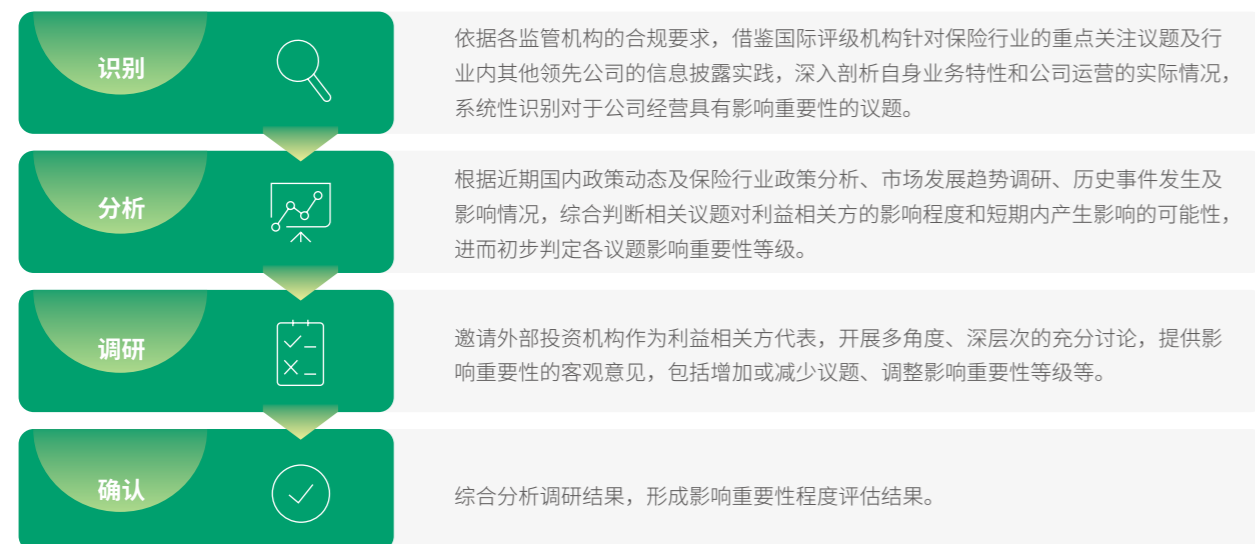 识别
依据各监管机构的合规要求，借鉴国际评级机构针对保险行业的重点关注议题及行
业内其他领先公司的信息披露实践，深入剖析自身业务特性和公司运营的实际情况，
系统性识别对于公司经营具有影响重要性的议题。
分析
根据近期国内政策动态及保险行业政策分析、市场发展趋势调研、历史事件发生及
影响情况，综合判断相关议题对利益相关方的影响程度和短期内产生影响的可能性，
进而初步判定各议题影响重要性等级。
调研
邀请外部投资机构作为利益相关方代表，开展多角度、深层次的充分讨论，提供影
响重要性的客观意见，包括增加或减少议题、调整影响重要性等级等。
确认
综合分析调研结果，形成影响重要性程度评估结果。